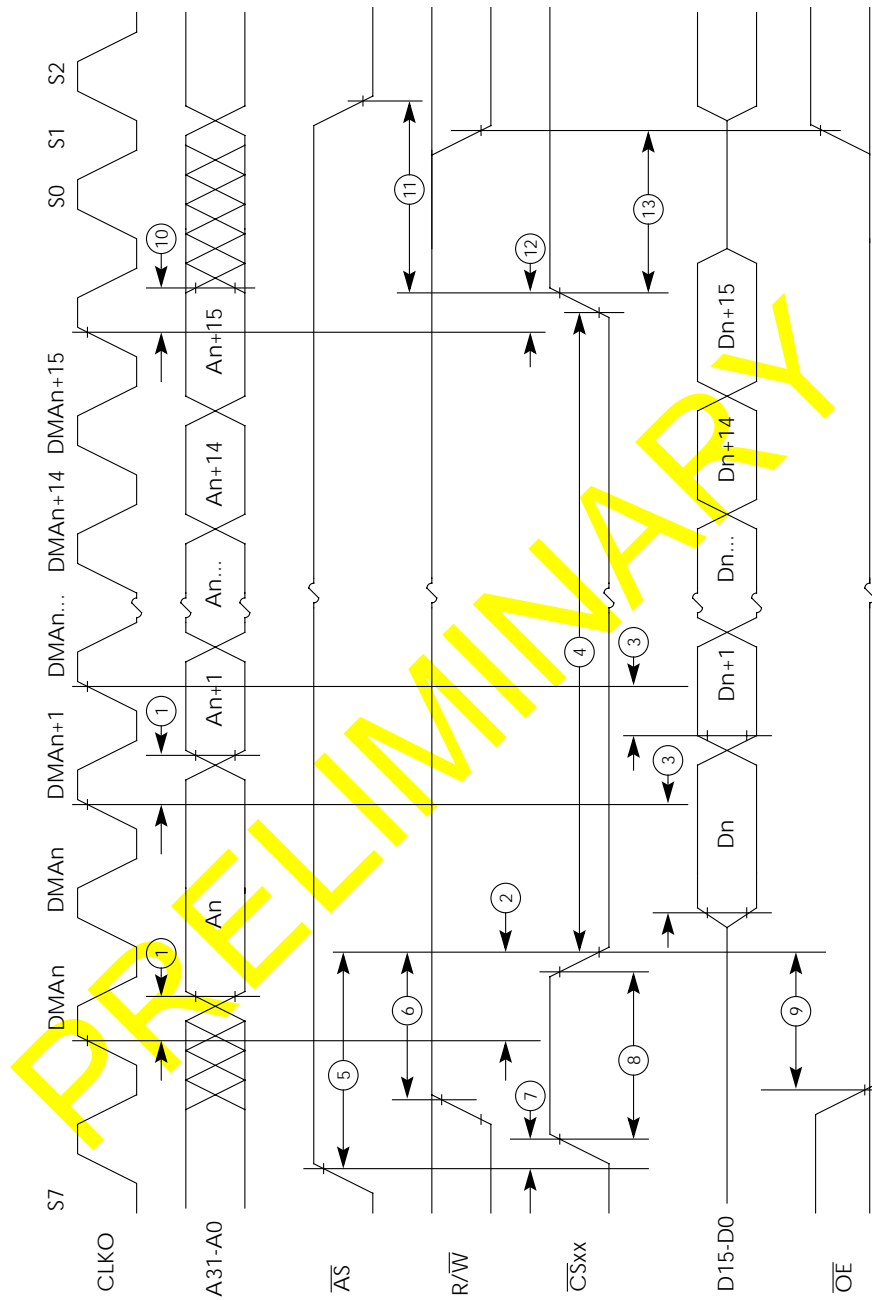 S7 DMAn DMAn DMAn+1 DMAn... DMAn+14 DMAn+15 S0 S1 S2
CLKO
1 1 10
A31-A0 An An+1 An... An+14 An+15
AS
5
6 11
R/W
7 2 12
CSxx
8 4 13
3 3
D15-D0 Dn Dn+1 Dn... Dn+14 Dn+15
9
OE
PRELIMINARY